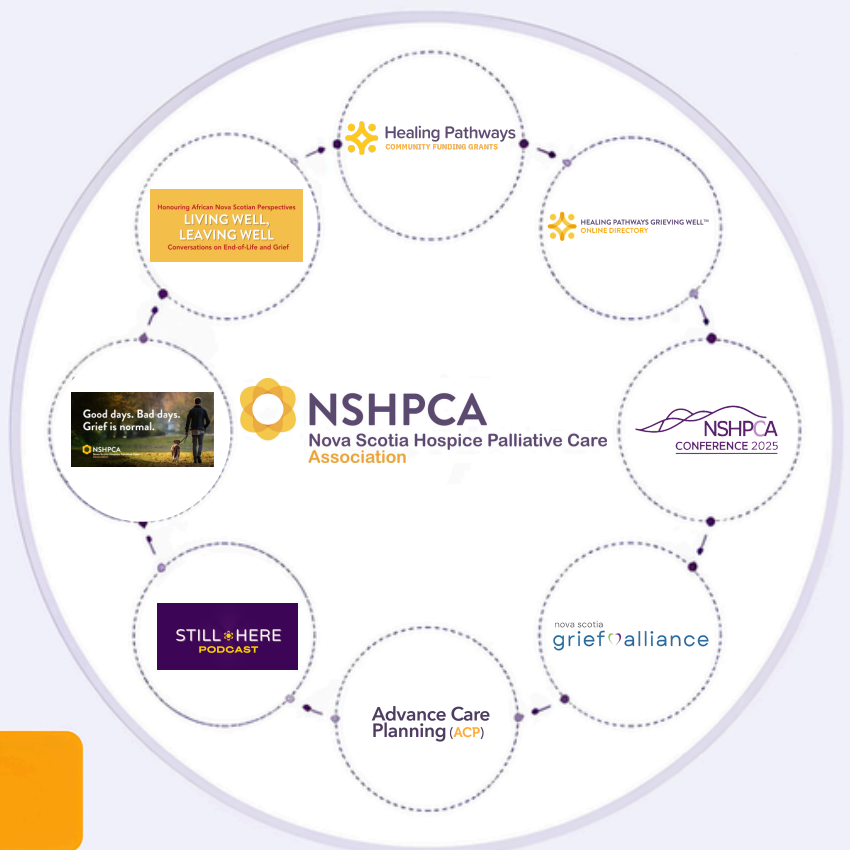 Healing Pathways
COMMUNITY FUNDING GRANTS
Honouring African Nova Scotian Perspectives
LIVING WELL,
LEAVING WELL
Conversations on End-of-Life and Grief
HEALING PATHWAYS GRIEVING WELL™
ONLINE DIRECTORY
Good days. Bad days.
Grief is normal.
NSHPCA
NSHPCA
Nova Scotia Hospice Palliative Care
Association
NSHPCA
CONFERENCE 2025
STILL HERE
PODCAST
nova scotia
grief alliance
Advance Care
Planning (ACP)